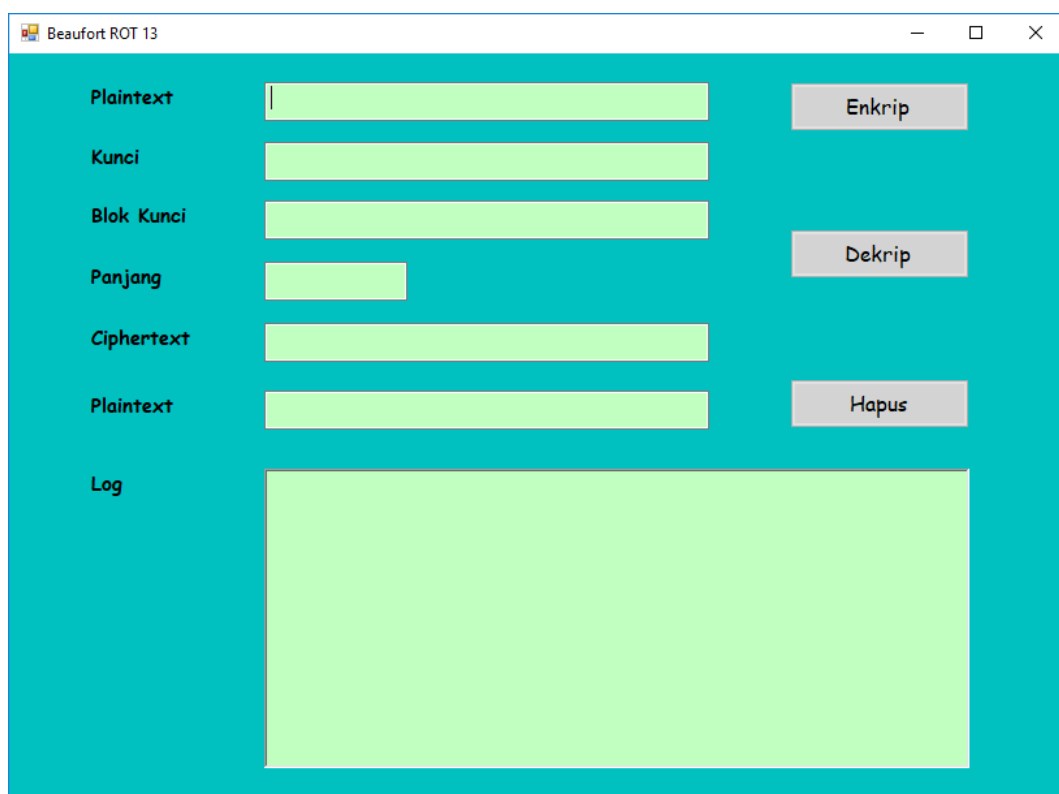 Beaufort ROT 13
Plaintext
Enkrip
Kunci
Blok Kunci
Dekrip
Panjang
Ciphertext
Plaintext
Hapus
Log